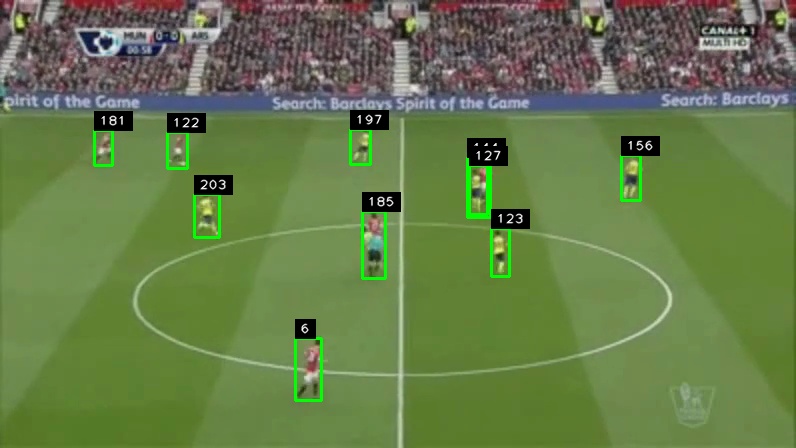 MUN 0-0 ARS
00:58
CANAL+ 1
MULTI HD
pirit of the Game
Search: Barclays Spirit of the Game
Search: Barclays
181
122
197
127
156
203
185
123
6